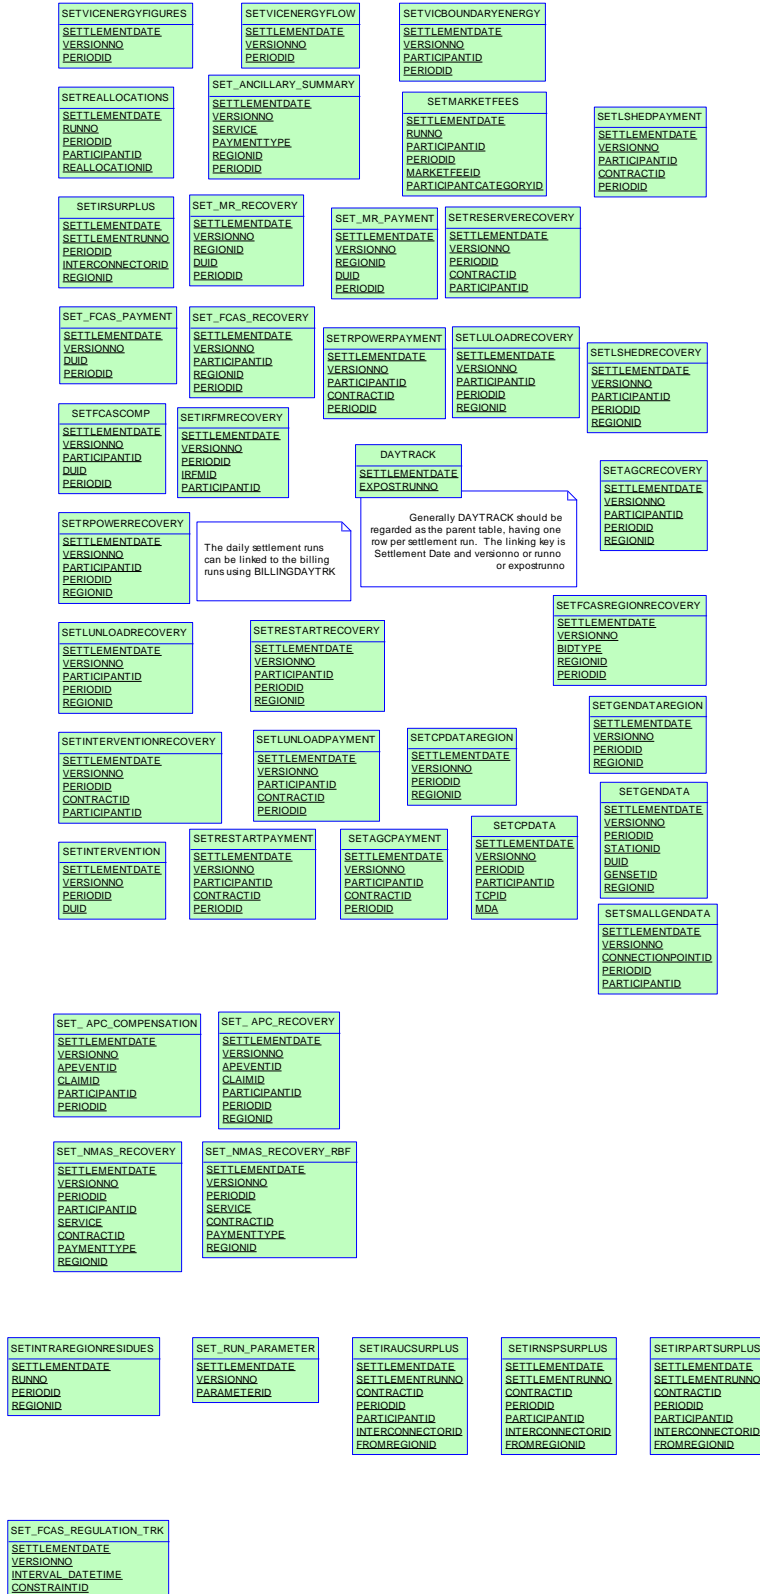 SETVICENERGYFIGURES
SETTLEMENTDATE
VERSIONNO
PERIODID
SETVICENERGYFLOW
SETTLEMENTDATE
VERSIONNO
PERIODID
SETVICBOUNDARYENERGY
SETTLEMENTDATE
VERSIONNO
PARTICIPANTID
PERIODID
SETREALLOCATIONS
SETTLEMENTDATE
RUNNO
PERIODID
PARTICIPANTID
REALLOCATIONID
SET_ANCILLARY_SUMMARY
SETTLEMENTDATE
VERSIONNO
SERVICE
PAYMENTTYPE
REGIONID
PERIODID
SETMARKETFEES
SETTLEMENTDATE
RUNNO
PARTICIPANTID
PERIODID
MARKETFEEID
PARTICIPANTCATEGORYID
SETLSHEDPAYMENT
SETTLEMENTDATE
VERSIONNO
PARTICIPANTID
CONTRACTID
PERIODID
SETIRSURPLUS
SETTLEMENTDATE
SETTLEMENTRUNNO
PERIODID
INTERCONNECTORID
REGIONID
SET_MR_RECOVERY
SETTLEMENTDATE
VERSIONNO
REGIONID
DUID
PERIODID
SET_MR_PAYMENT
SETTLEMENTDATE
VERSIONNO
REGIONID
DUID
PERIODID
SETRESERVERECOVERY
SETTLEMENTDATE
VERSIONNO
PERIODID
CONTRACTID
PARTICIPANTID
SET_FCAS_PAYMENT
SETTLEMENTDATE
VERSIONNO
DUID
PERIODID
SET_FCAS_RECOVERY
SETTLEMENTDATE
VERSIONNO
PARTICIPANTID
REGIONID
PERIODID
SETRPOWERPAYMENT
SETTLEMENTDATE
VERSIONNO
PARTICIPANTID
CONTRACTID
PERIODID
SETLULOADRECOVERY
SETTLEMENTDATE
VERSIONNO
PARTICIPANTID
PERIODID
REGIONID
SETLSHEDRECOVERY
SETTLEMENTDATE
VERSIONNO
PARTICIPANTID
PERIODID
REGIONID
SETFCASCOMP
SETTLEMENTDATE
VERSIONNO
PARTICIPANTID
DUID
PERIODID
SETIRFMRECOVERY
SETTLEMENTDATE
VERSIONNO
PERIODID
IRFMID
PARTICIPANTID
DAYTRACK
SETTLEMENTDATE
EXPOSTRUNNO
SETAGCRECOVERY
SETTLEMENTDATE
VERSIONNO
PARTICIPANTID
PERIODID
REGIONID
SETRPOWERRECOVERY
SETTLEMENTDATE
VERSIONNO
PARTICIPANTID
PERIODID
REGIONID
The daily settlement runs
can be linked to the billing
runs using BILLINGDAYTRK
Generally DAYTRACK should be
regarded as the parent table, having one
row per settlement run. The linking key is
Settlement Date and versionno or runno
or expostrunno
SETFCASREGIONRECOVERY
SETTLEMENTDATE
VERSIONNO
BIDTYPE
REGIONID
PERIODID
SETLUNLOADRECOVERY
SETTLEMENTDATE
VERSIONNO
PARTICIPANTID
PERIODID
REGIONID
SETRESTARTRECOVERY
SETTLEMENTDATE
VERSIONNO
PARTICIPANTID
PERIODID
REGIONID
SETGENDATAREGION
SETTLEMENTDATE
VERSIONNO
PERIODID
REGIONID
SETINTERVENTIONRECOVERY
SETTLEMENTDATE
VERSIONNO
PERIODID
CONTRACTID
PARTICIPANTID
SETLUNLOADPAYMENT
SETTLEMENTDATE
VERSIONNO
PARTICIPANTID
CONTRACTID
PERIODID
SETCPDATAREGION
SETTLEMENTDATE
VERSIONNO
PERIODID
REGIONID
SETGENDATA
SETTLEMENTDATE
VERSIONNO
PERIODID
STATIONID
DUID
GENSETID
REGIONID
SETINTERVENTION
SETTLEMENTDATE
VERSIONNO
PERIODID
DUID
SETRESTARTPAYMENT
SETTLEMENTDATE
VERSIONNO
PARTICIPANTID
CONTRACTID
PERIODID
SETAGCPAYMENT
SETTLEMENTDATE
VERSIONNO
PARTICIPANTID
CONTRACTID
PERIODID
SETCPDATA
SETTLEMENTDATE
VERSIONNO
PERIODID
PARTICIPANTID
TCPID
MDA
SETSMALLGENDATA
SETTLEMENTDATE
VERSIONNO
CONNECTIONPOINTID
PERIODID
PARTICIPANTID
SET_ APC_COMPENSATION
SETTLEMENTDATE
VERSIONNO
APEVENTID
CLAIMID
PARTICIPANTID
PERIODID
SET_ APC_RECOVERY
SETTLEMENTDATE
VERSIONNO
APEVENTID
CLAIMID
PARTICIPANTID
PERIODID
REGIONID
SET_NMAS_RECOVERY
SETTLEMENTDATE
VERSIONNO
PERIODID
PARTICIPANTID
SERVICE
CONTRACTID
PAYMENTTYPE
REGIONID
SET_NMAS_RECOVERY_RBF
SETTLEMENTDATE
VERSIONNO
PERIODID
SERVICE
CONTRACTID
PAYMENTTYPE
REGIONID
SETINTRAREGIONRESIDUES
SETTLEMENTDATE
RUNNO
PERIODID
REGIONID
SET_RUN_PARAMETER
SETTLEMENTDATE
VERSIONNO
PARAMETERID
SETIRAUCSURPLUS
SETTLEMENTDATE
SETTLEMENTRUNNO
CONTRACTID
PERIODID
PARTICIPANTID
INTERCONNECTORID
FROMREGIONID
SETIRNSPSURPLUS
SETTLEMENTDATE
SETTLEMENTRUNNO
CONTRACTID
PERIODID
PARTICIPANTID
INTERCONNECTORID
FROMREGIONID
SETIRPARTSURPLUS
SETTLEMENTDATE
SETTLEMENTRUNNO
CONTRACTID
PERIODID
PARTICIPANTID
INTERCONNECTORID
FROMREGIONID
SET_FCAS_REGULATION_TRK
SETTLEMENTDATE
VERSIONNO
INTERVAL_DATETIME
CONSTRAINTID